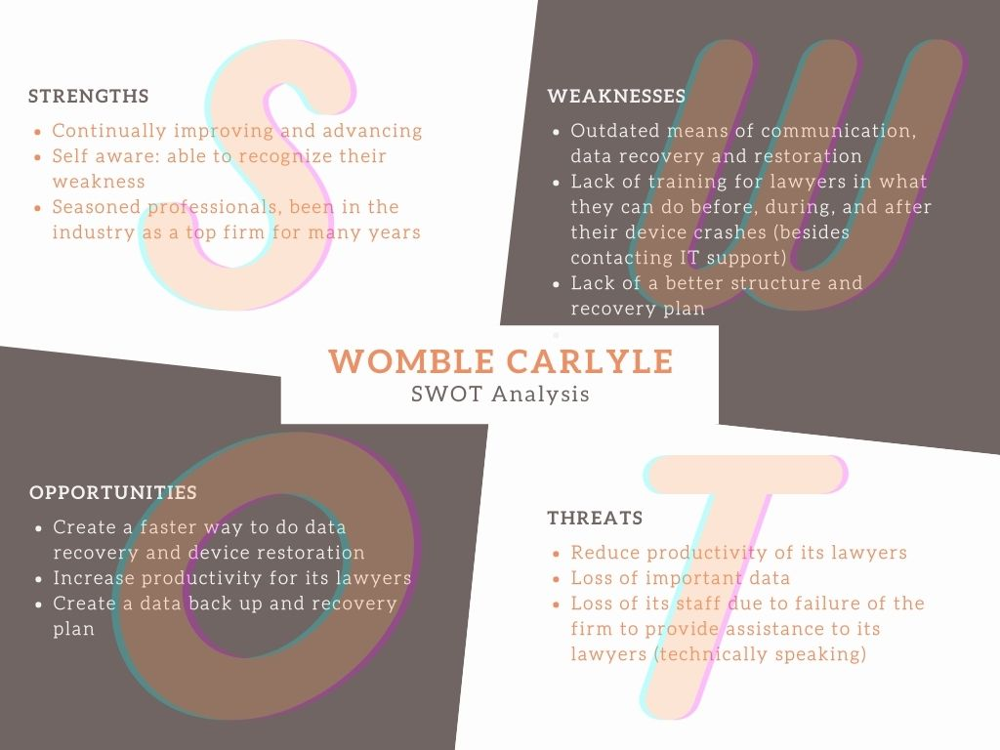 STRENGTHS
• Continually improving and advancing
• Self aware: able to recognize their
weakness
• Seasoned professionals, been in the
industry as a top firm for many years
WEAKNESSES
• Outdated means of communication,
data recovery and restoration
• Lack of training for lawyers in what
they can do before, during, and after
their device crashes (besides
contacting IT support)
• Lack of a better structure and
recovery plan
WOMBLE CARLYLE
SWOT Analysis
OPPORTUNITIES
• Create a faster way to do data
recovery and device restoration
• Increase productivity for its lawyers
• Create a data back up and recovery
plan
THREATS
• Reduce productivity of its lawyers
• Loss of important data
• Loss of its staff due to failure of the
firm to provide assistance to its
lawyers (technically speaking)
S
W
O
T